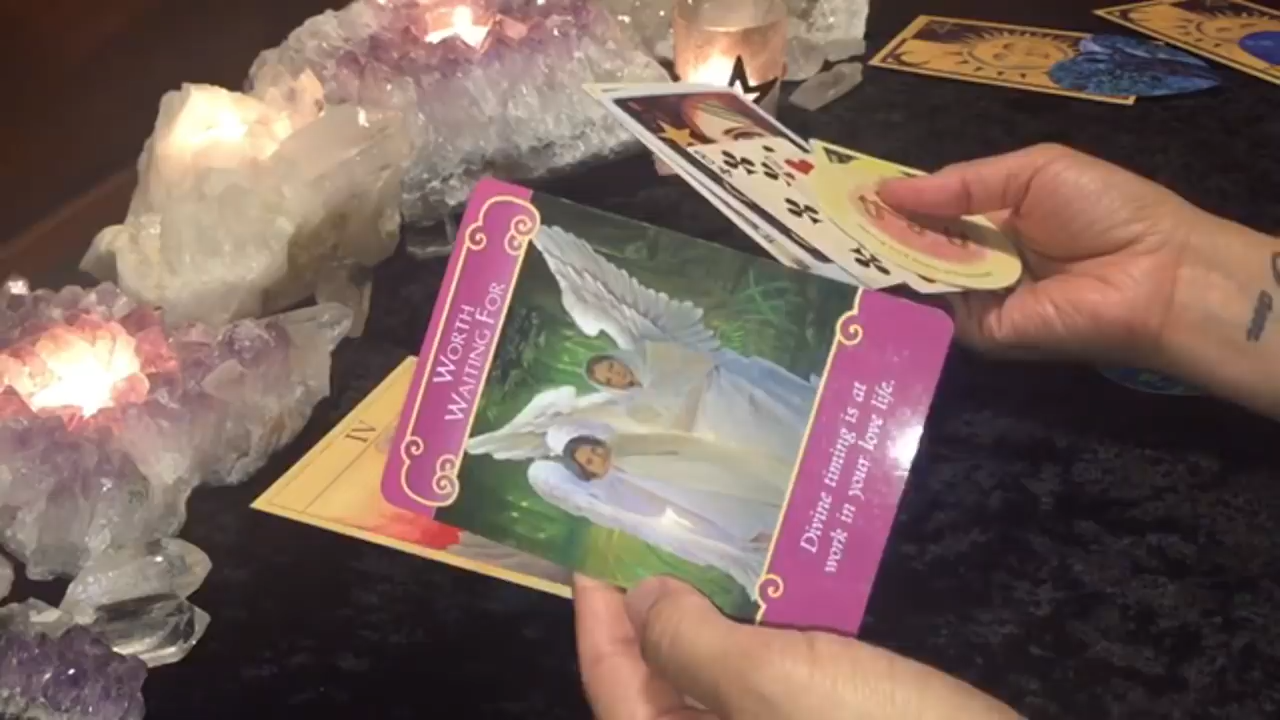 WORTH
WAITING FOR
Divine timing is at
work in your love life.
IV